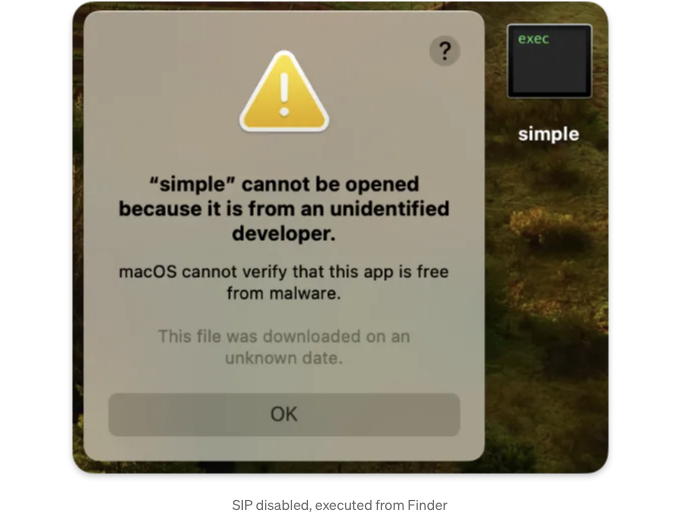 ?
exec
simple
“simple” cannot be opened
because it is from an unidentified
developer.
macOS cannot verify that this app is free
from malware.
This file was downloaded on an
unknown date.
OK
SIP disabled, executed from Finder